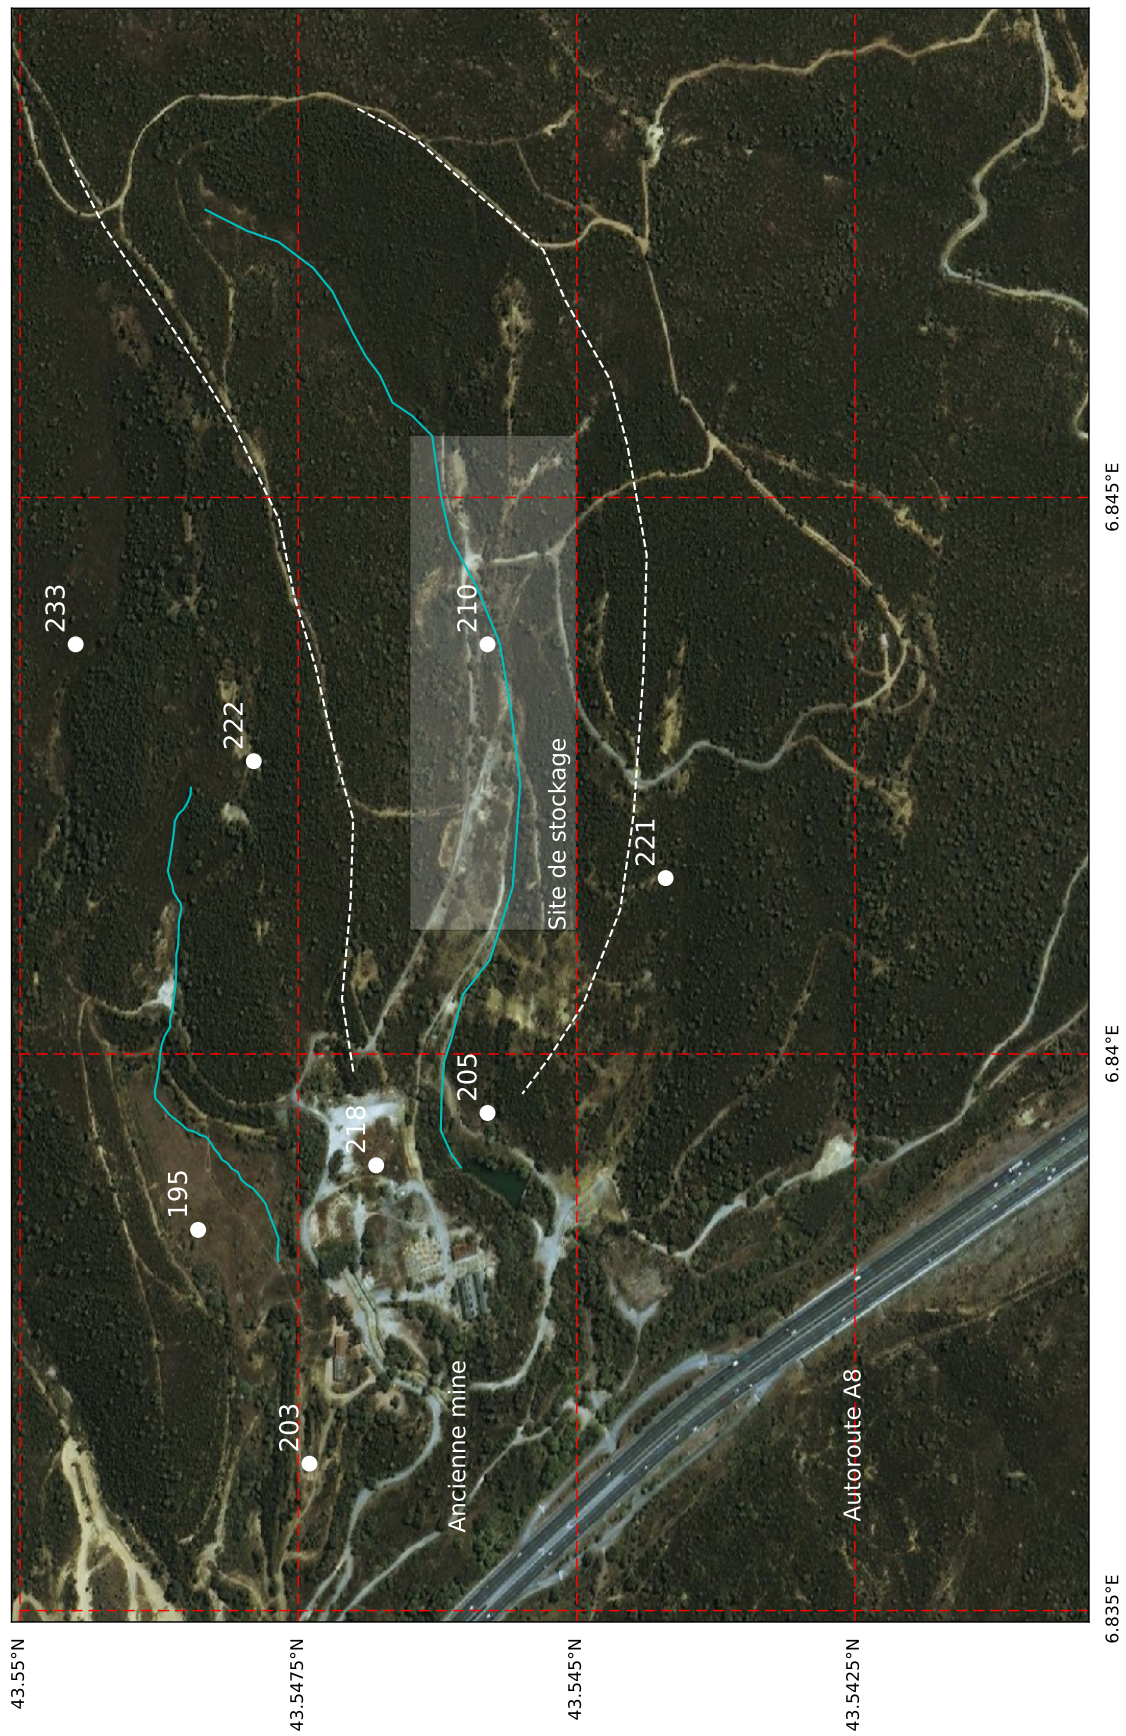 233
222
195
203
218
205
210
221
Site de stockage
Ancienne mine
Autoroute A8
6.835°E
6.84°E
6.845°E
43.55°N
43.5475°N
43.545°N
43.5425°N